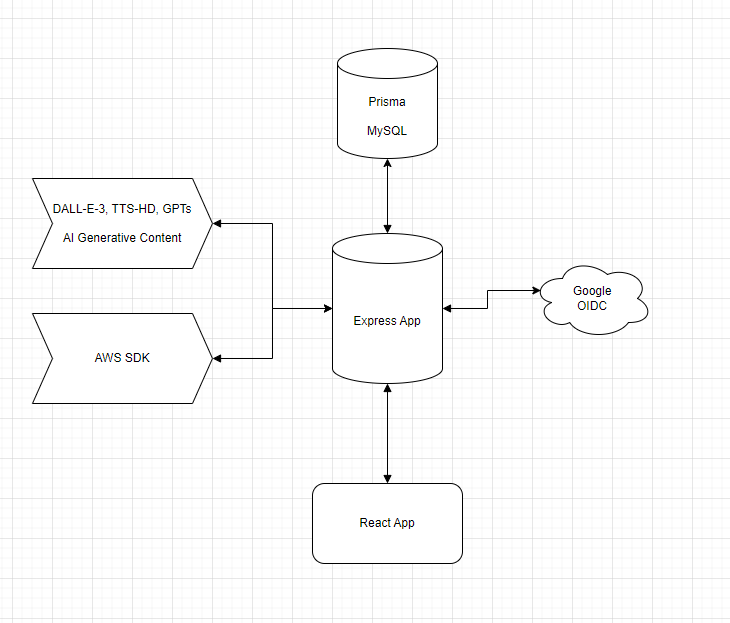 Prisma
MySQL
DALL-E-3, TTS-HD, GPTs
AI Generative Content
Express App
Google
OIDC
AWS SDK
React App